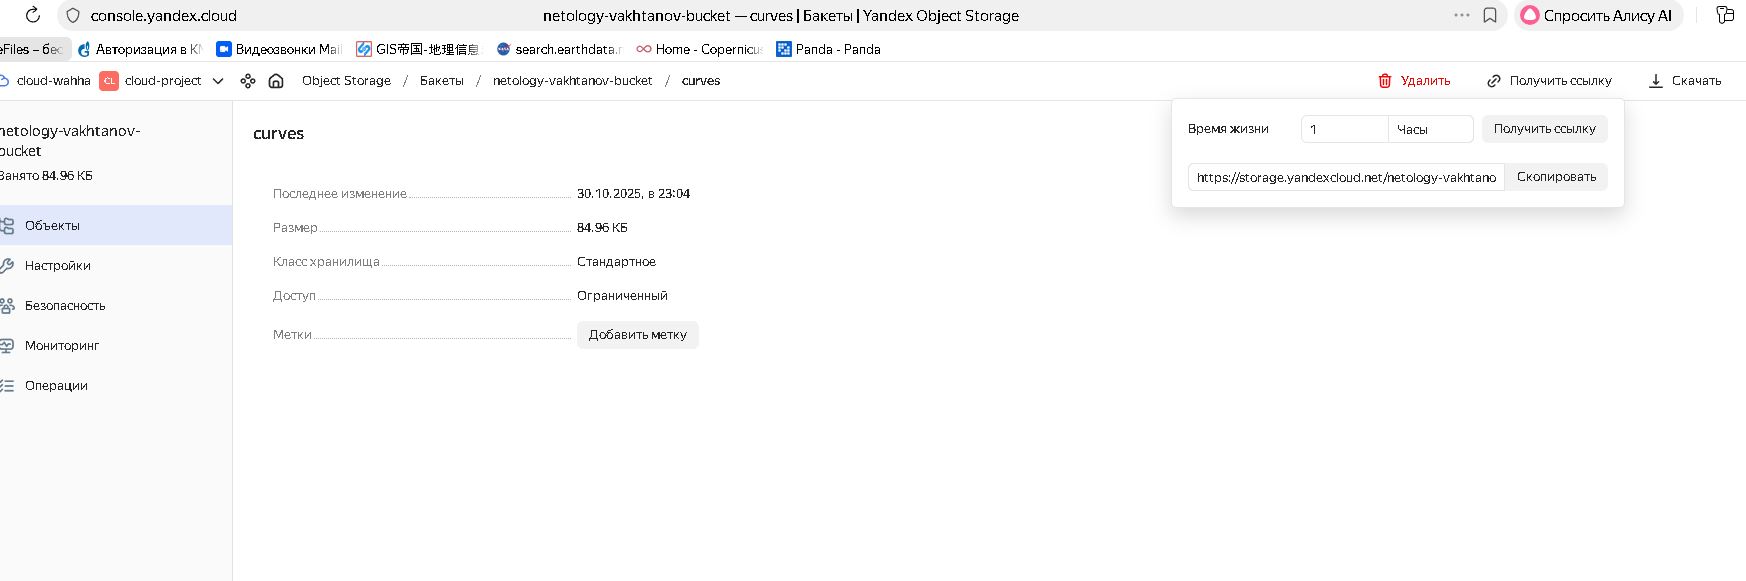 console.yandex.cloud netology-vakhtanov-bucket — curves | Бакеты | Yandex Object Storage Спросить Алису AI
eFiles – бес Авторизация в КМ Видеозвонки Mail GIS帝国-地理信息 search.earthdata.n Home - Copernicus Panda - Panda
cloud-wahha CL cloud-project Object Storage / Бакеты / netology-vakhtanov-bucket / curves Удалить Получить ссылку Скачать
netology-vakhtanov-
bucket
Занято 84.96 КБ
Объекты
Настройки
Безопасность
Мониторинг
Операции
curves
Последнее изменение 30.10.2025, в 23:04
Размер 84.96 КБ
Класс хранилища Стандартное
Доступ Ограниченный
Метки Добавить метку
Время жизни 1 Часы Получить ссылку
https://storage.yandexcloud.net/netology-vakhtano Скопировать